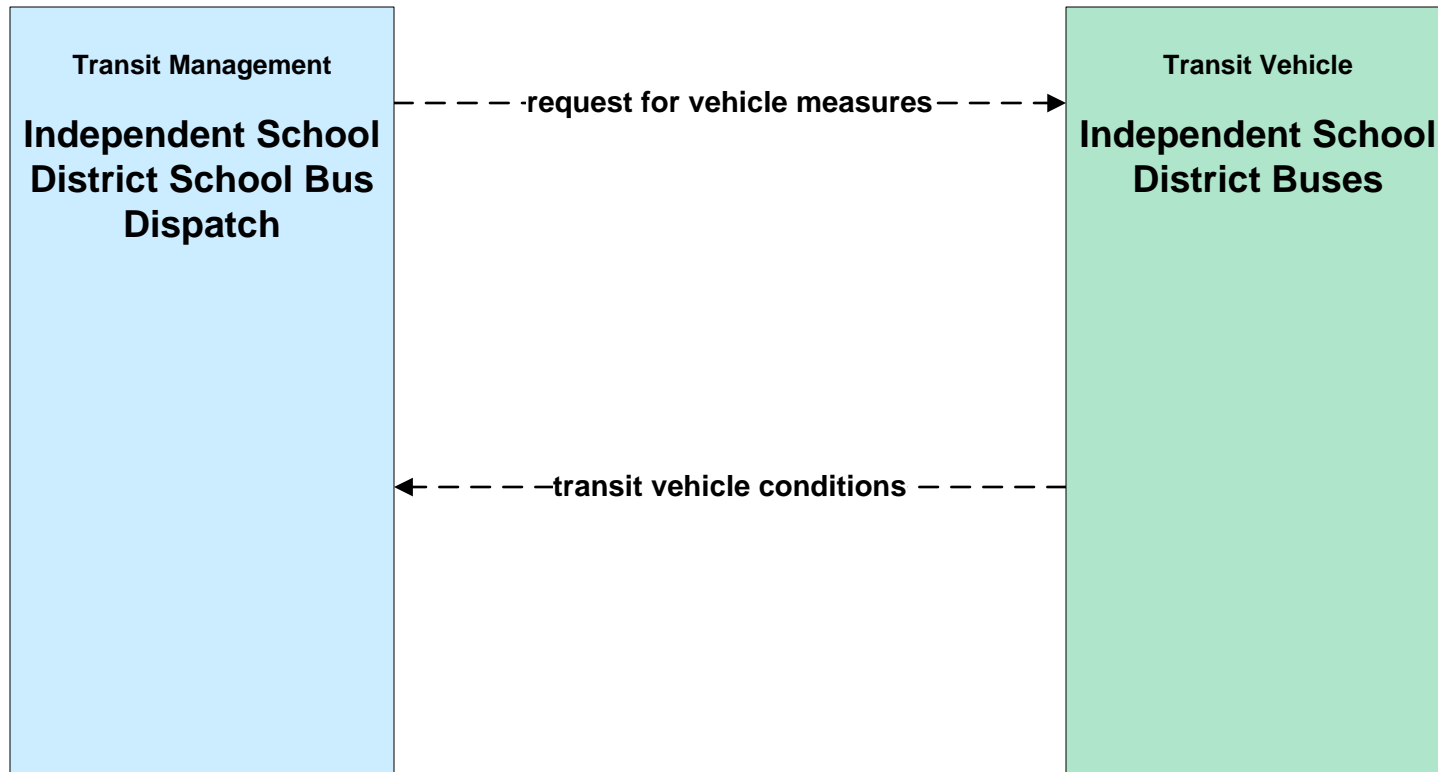 Transit Management
Independent School
District School Bus
Dispatch
request for vehicle measures
transit vehicle conditions
Transit Vehicle
Independent School
District Buses